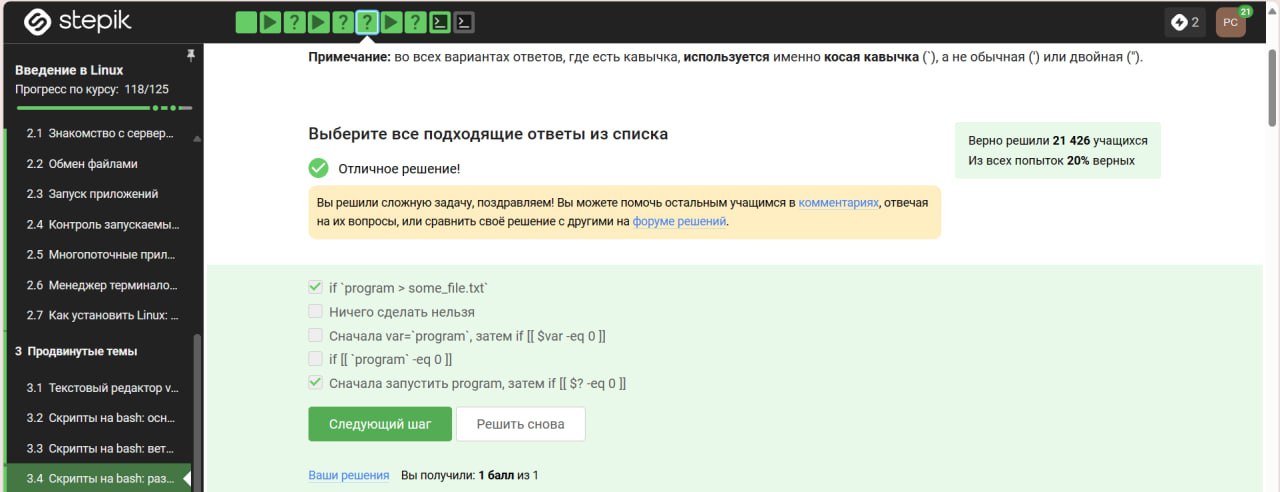 stepik
2
РС
21
Введение в Linux
Прогресс по курсу: 118/125
2.1 Знакомство с сервер...
2.2 Обмен файлами
2.3 Запуск приложений
2.4 Контроль запускаемы...
2.5 Многопоточные прил...
2.6 Менеджер терминало...
2.7 Как установить Linux: ...
3 Продвинутые темы
3.1 Текстовый редактор v...
3.2 Скрипты на bash: осн...
3.3 Скрипты на bash: вет...
3.4 Скрипты на bash: раз...
Примечание: во всех вариантах ответов, где есть кавычка, используется именно косая кавычка (`), а не обычная (') или двойная (").
Выберите все подходящие ответы из списка
Отличное решение!
Верно решили 21 426 учащихся
Из всех попыток 20% верных
Вы решили сложную задачу, поздравляем! Вы можете помочь остальным учащимся в комментариях, отвечая
на их вопросы, или сравнить своё решение с другими на форуме решений.
if `program > some_file.txt`
Ничего сделать нельзя
Сначала var=`program`, затем if [[ $var -eq 0 ]]
if [[ `program` -eq 0 ]]
Сначала запустить program, затем if [[ $? -eq 0 ]]
Следующий шаг
Решить снова
Ваши решения Вы получили: 1 балл из 1